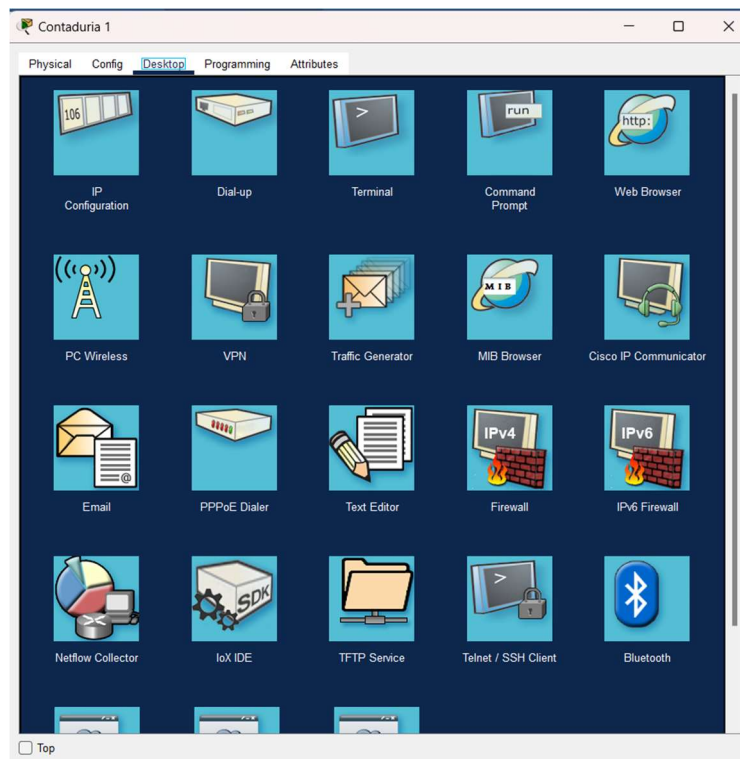 Contaduria 1
Physical Config Desktop Programming Attributes
106
>
run
http:
IP
Configuration
Dial-up
Terminal
Command
Prompt
Web Browser
MIB
PC Wireless
VPN
Traffic Generator
MIB Browser
Cisco IP Communicator
@
IPv4
IPv6
Email
PPPoE Dialer
Text Editor
Firewall
IPv6 Firewall
SDK
>
Netflow Collector
IoX IDE
TFTP Service
Telnet / SSH Client
Bluetooth
Top